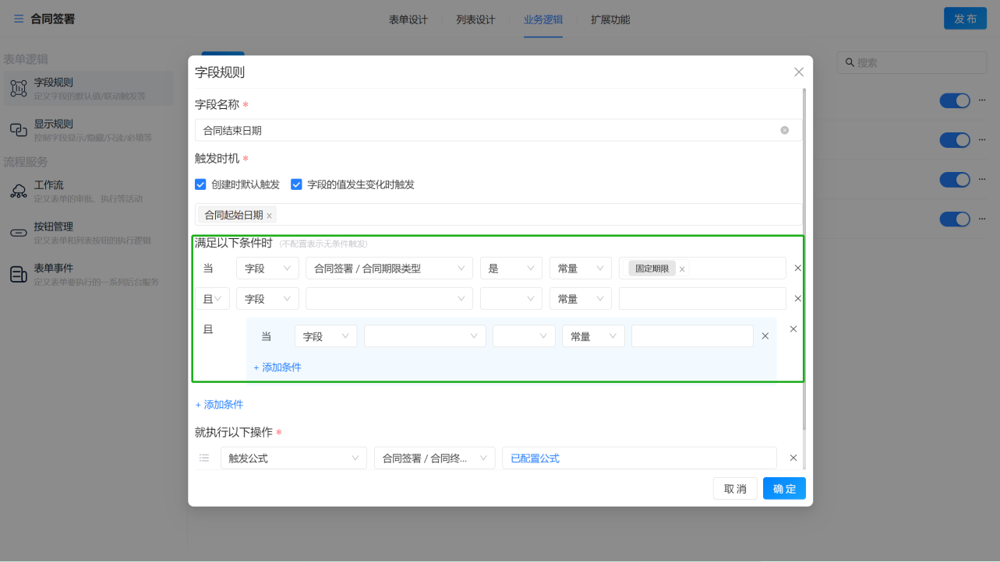 合同签署
表单设计 列表设计 业务逻辑 扩展功能
发布
表单逻辑
搜索
字段规则
定义字段的默认值/联动触发等
显示规则
控制字段显示/隐藏/只读/必填等
流程服务
工作流
定义表单的审批、执行等活动
按钮管理
定义表单和列表按钮的执行逻辑
表单事件
定义表单要执行的一系列后台服务
字段规则
字段名称 *
合同结束日期
触发时机 *
创建时默认触发 字段的值发生变化时触发
合同起始日期 x
满足以下条件时 (不配置表示无条件触发)
当 字段 合同签署 / 合同期限类型 是 常量 固定期限 x
且 字段 常量
且
当 字段 常量
+ 添加条件
+ 添加条件
就执行以下操作 *
触发公式 合同签署 / 合同终... 已配置公式
取消 确定